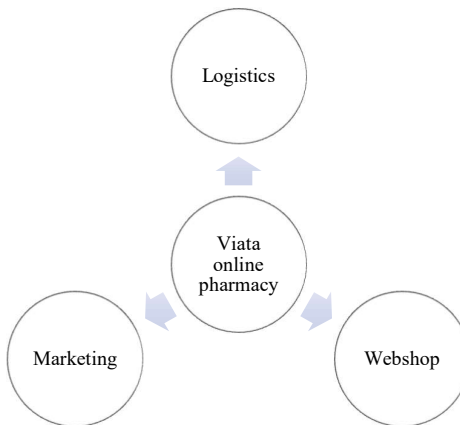 Logistics
Viata
online
pharmacy
Marketing
Webshop